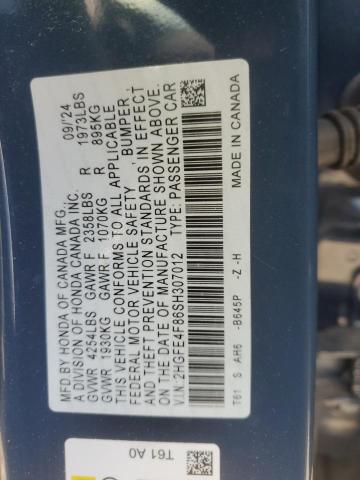 MFD BY HONDA OF CANADA MFG.,
A DIVISION OF HONDA CANADA INC. 09/'24
GVWR 4254LBS GAWR F 2358LBS R 1973LBS
GVWR 1930KG GAWR F 1070KG R 895KG
THIS VEHICLE CONFORMS TO ALL APPLICABLE
FEDERAL MOTOR VEHICLE SAFETY , BUMPER ,
AND THEFT PREVENTION STANDARDS IN EFFECT
ON THE DATE OF MANUFACTURE SHOWN ABOVE.
V.I.N: 2HGFE4F86SH307012 TYPE: PASSENGER CAR
T61 S -AH6 -B645P -Z -H MADE IN CANADA
T61 A0